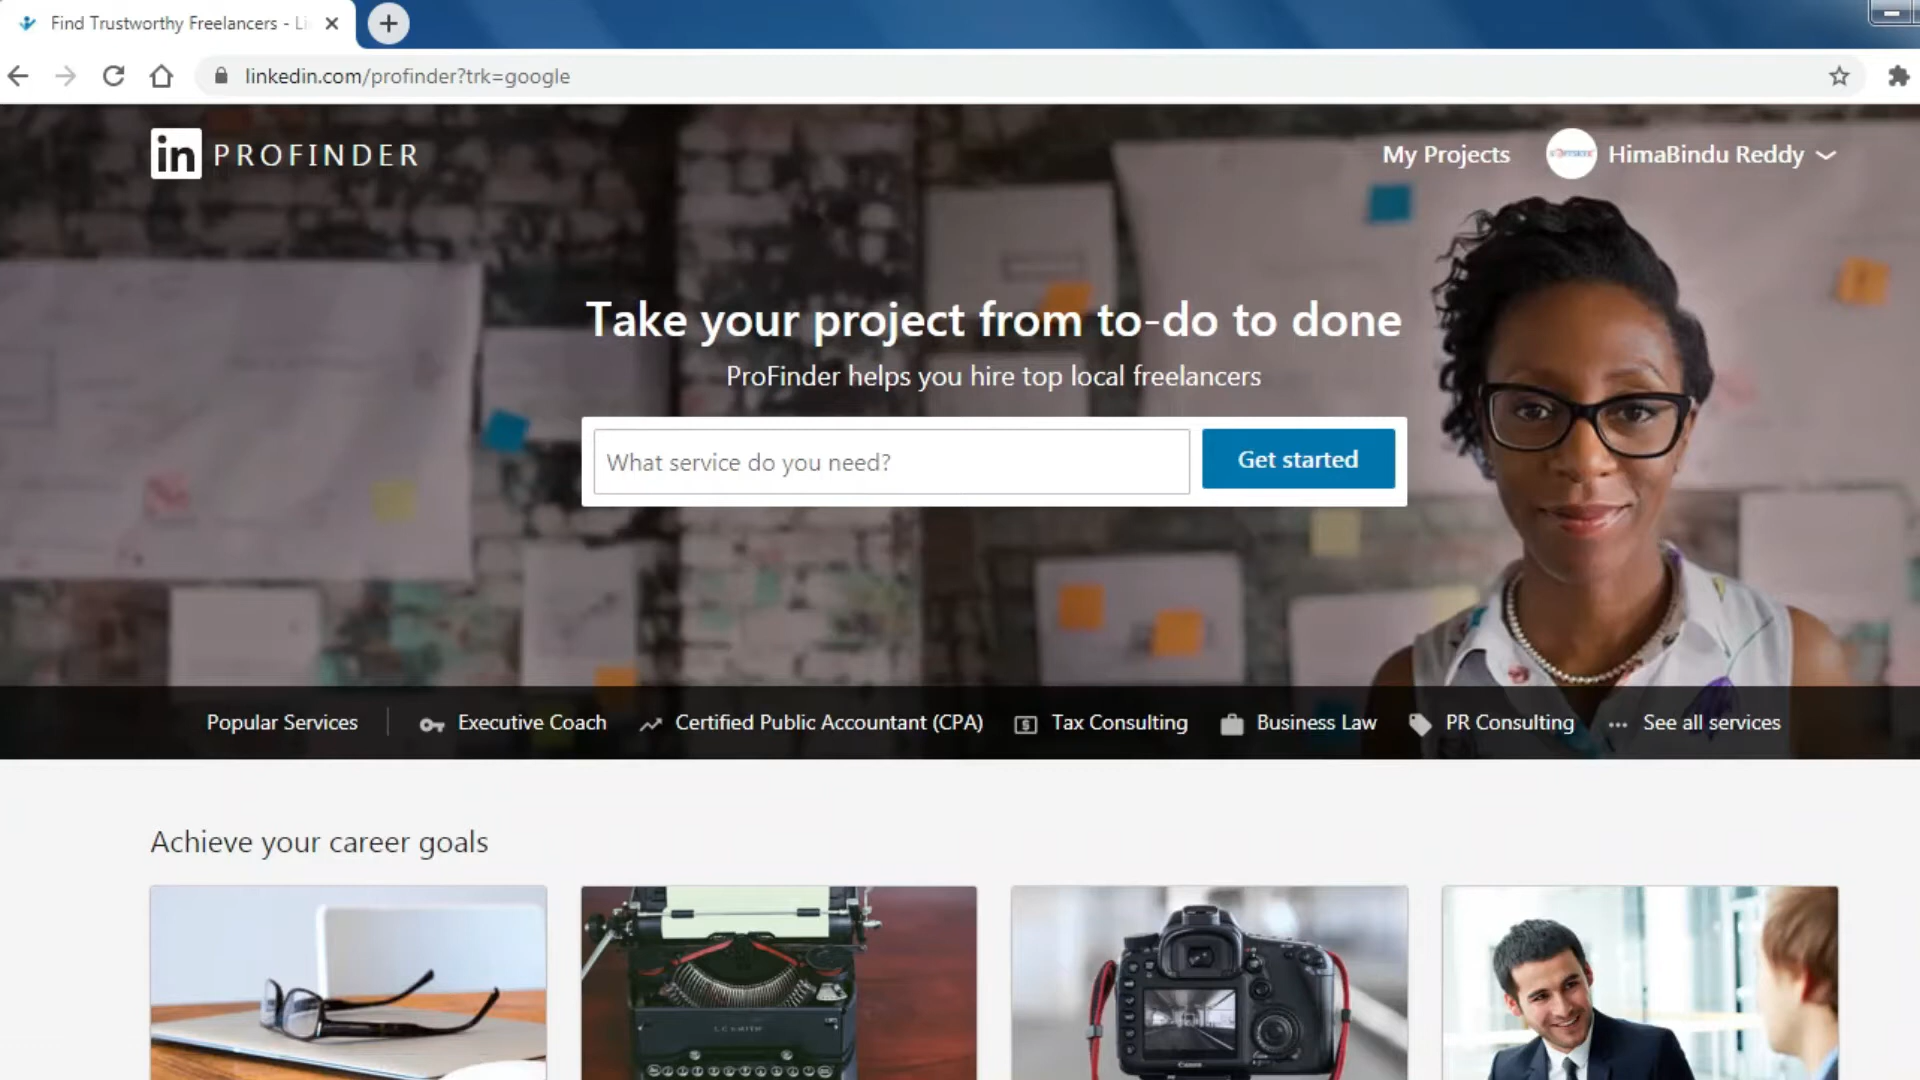 Find Trustworthy Freelancers - Li
linkedin.com/profinder?trk=google
in PROFINDER
My Projects
HimaBindu Reddy
Take your project from to-do to done
ProFinder helps you hire top local freelancers
What service do you need?
Get started
Popular Services
Executive Coach
Certified Public Accountant (CPA)
Tax Consulting
Business Law
PR Consulting
See all services
Achieve your career goals
L C SMITH
Canon